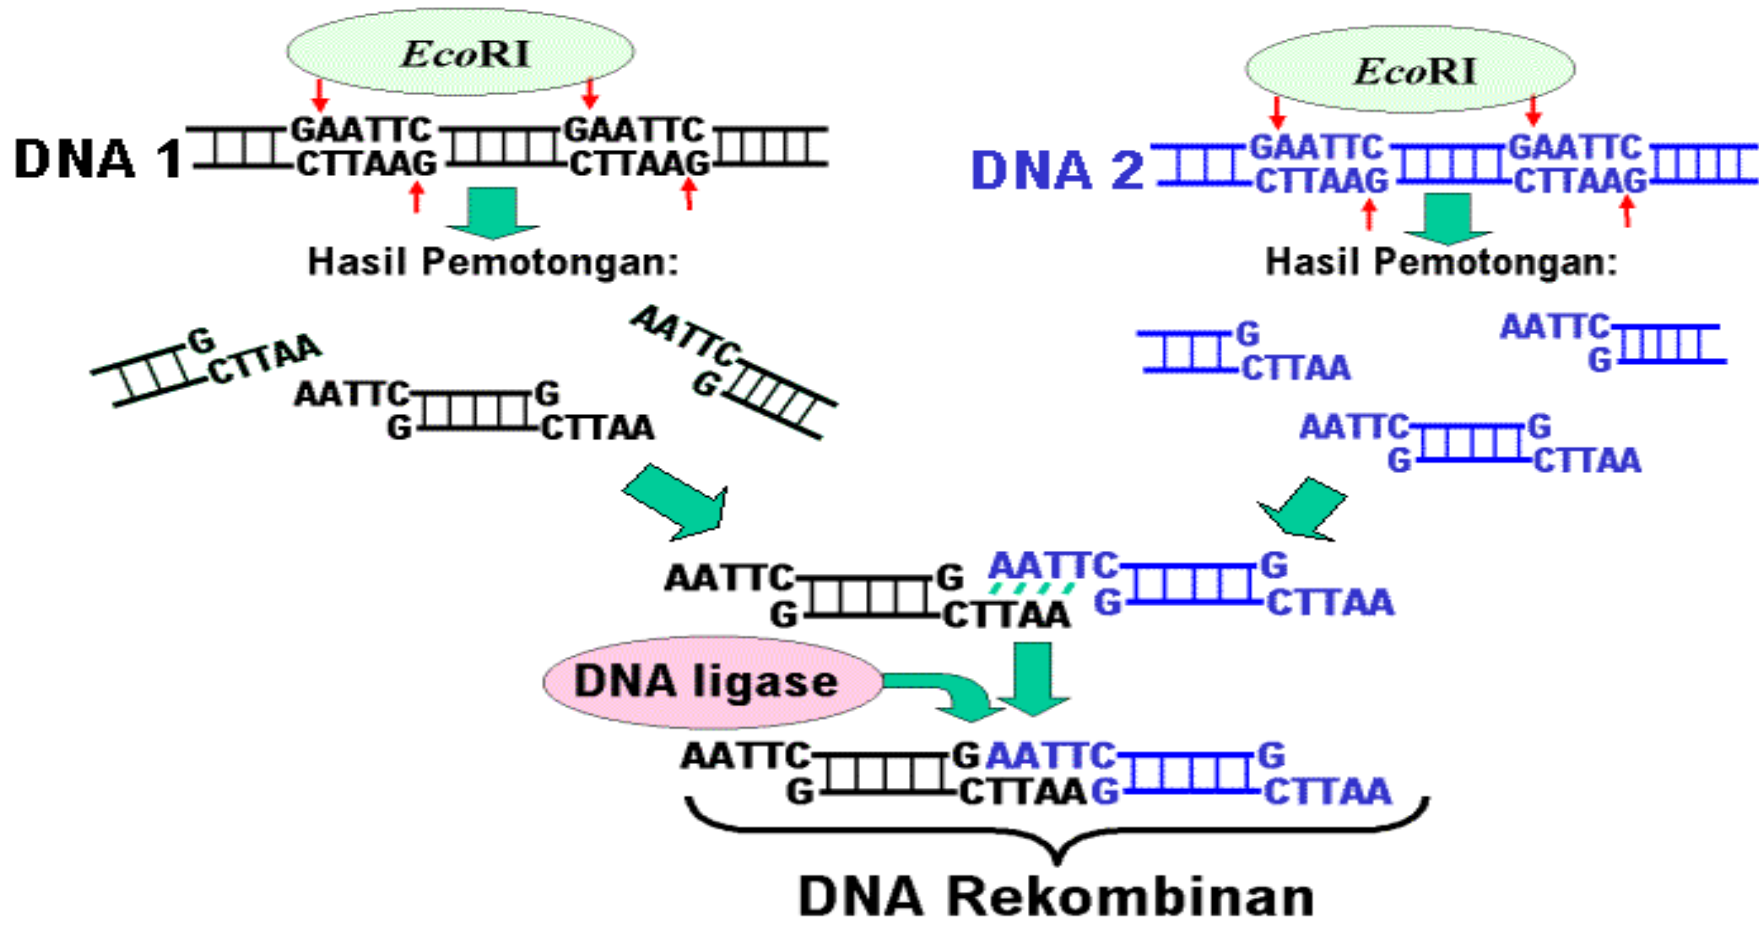 EcoRI
EcoRI
DNA 1
GAATTC GAATTC
CTTAAG CTTAAG
DNA 2
GAATTC GAATTC
CTTAAG CTTAAG
Hasil Pemotongan:
Hasil Pemotongan:
G
CTTAA
AATTC G
G CTTAA
AATTC
G
G
CTTAA
AATTC
G
AATTC G
G CTTAA
AATTC G AATTC G
G CTTAA G CTTAA
DNA ligase
AATTC GAATTC G
G CTTAAG CTTAA
DNA Rekombinan